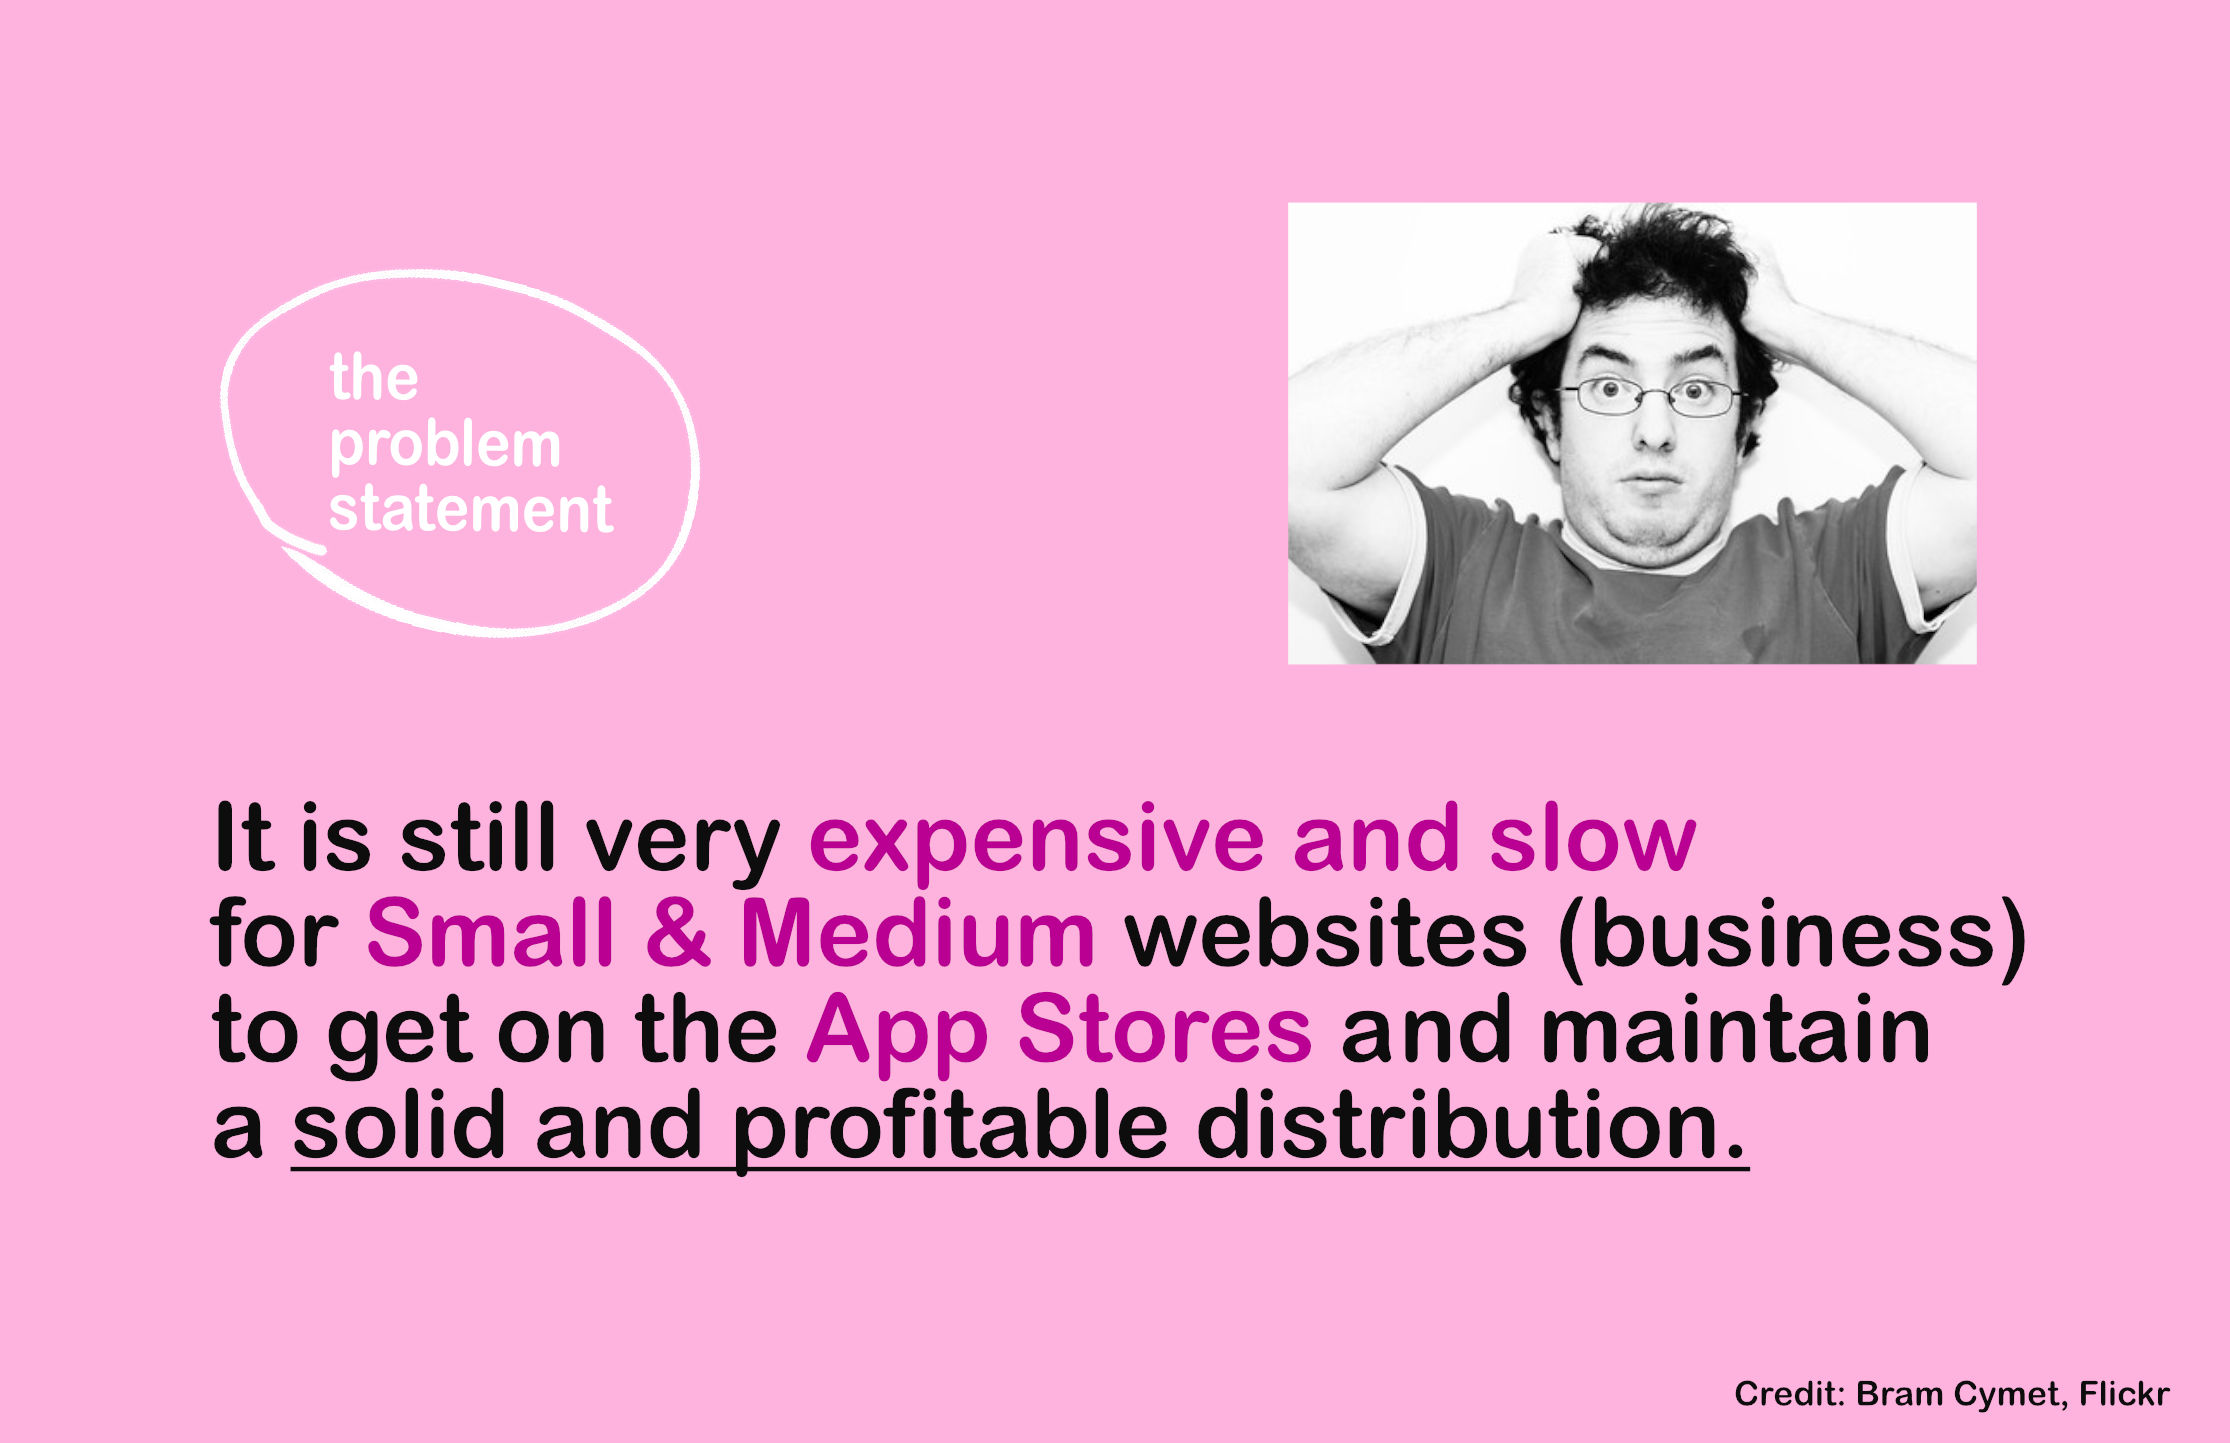 the
problem
statement
It is still very expensive and slow
for Small & Medium websites (business)
to get on the App Stores and maintain
a solid and profitable distribution.
Credit: Bram Cymet, Flickr